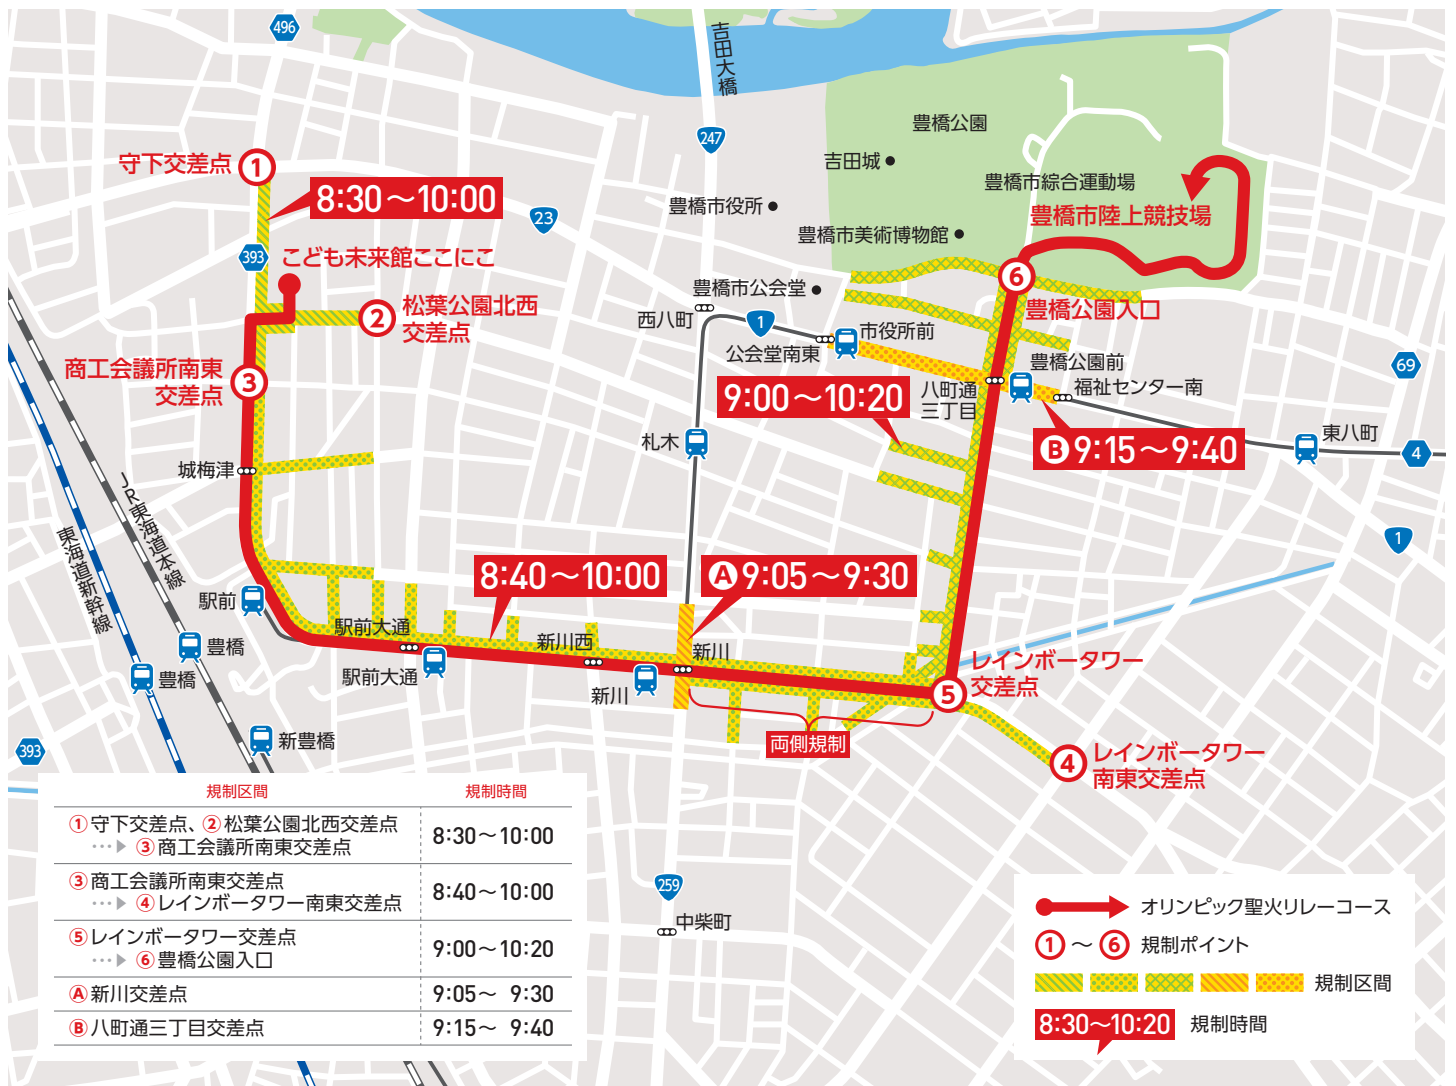 496
吉田大橋
247
豊橋公園
守下交差点
1
吉田城
8:30～10:00
23
豊橋市綜合運動場
豊橋市役所
豊橋市陸上競技場
豊橋市美術博物館
393
こども未来館ここにこ
6
豊橋市公会堂
松葉公園北西
交差点
2
西八町
1
豊橋公園入口
市役所前
公会堂南東
商工会議所南東
交差点
3
豊橋公園前
69
福祉センター南
9:00～10:20
八町通
三丁目
札木
B 9:15～9:40
東八町
4
城梅津
JR東海道本線
東海道新幹線
1
8:40～10:00
A 9:05～9:30
駅前
駅前大通
新川西
新川
豊橋
豊橋
駅前大通
新川
レインボータワー
交差点
5
393
新豊橋
両側規制
4
レインボータワー
南東交差点
規制区間 規制時間
①守下交差点、②松葉公園北西交差点
③商工会議所南東交差点
8:30～10:00
③商工会議所南東交差点
④レインボータワー南東交差点
8:40～10:00
⑤レインボータワー交差点
⑥豊橋公園入口
9:00～10:20
Ⓐ新川交差点 9:05～ 9:30
Ⓑ八町通三丁目交差点 9:15～ 9:40
259
中柴町
オリンピック聖火リレーコース
①～⑥ 規制ポイント
規制区間
8:30～10:20 規制時間